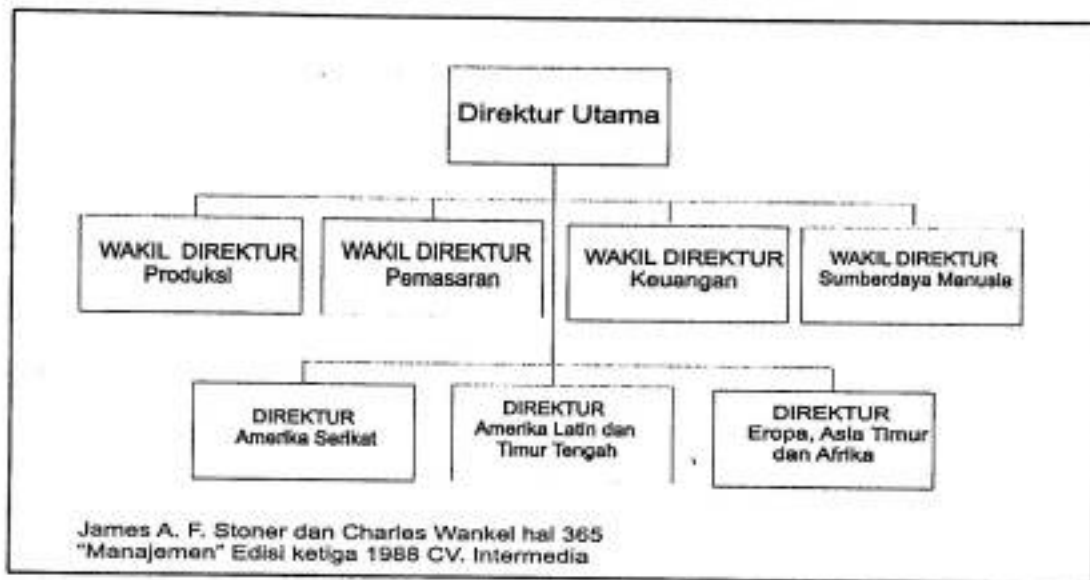 Direktur Utama
WAKIL DIREKTUR
Produksi
WAKIL DIREKTUR
Pemasaran
WAKIL DIREKTUR
Keuangan
WAKIL DIREKTUR
Sumberdaya Manusia
DIREKTUR
Amerika Serikat
DIREKTUR
Amerika Latin dan
Timur Tengah
DIREKTUR
Eropa, Asia Timur
dan Afrika
James A. F. Stoner dan Charles Wankel hal 365
"Manajemen" Edisi ketiga 1988 CV. Intermedia